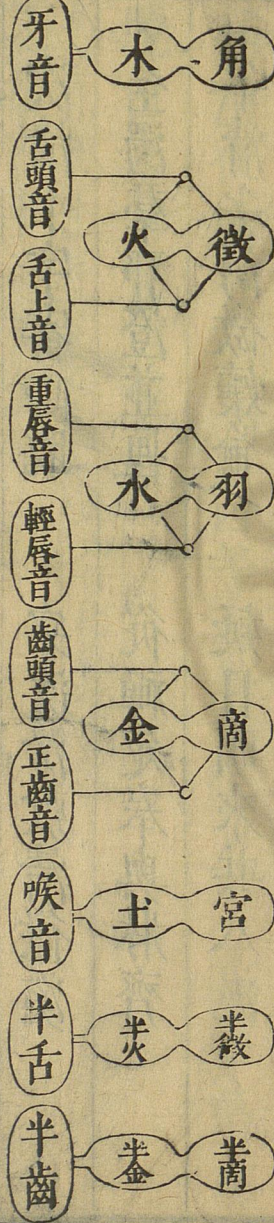 牙音 木 角
舌頭音
火 徵
舌上音
重唇音
水 羽
輕唇音
齒頭音
金 商
正齒音
喉音 土 宮
半舌 半火 半徵
半齒 半金 半商